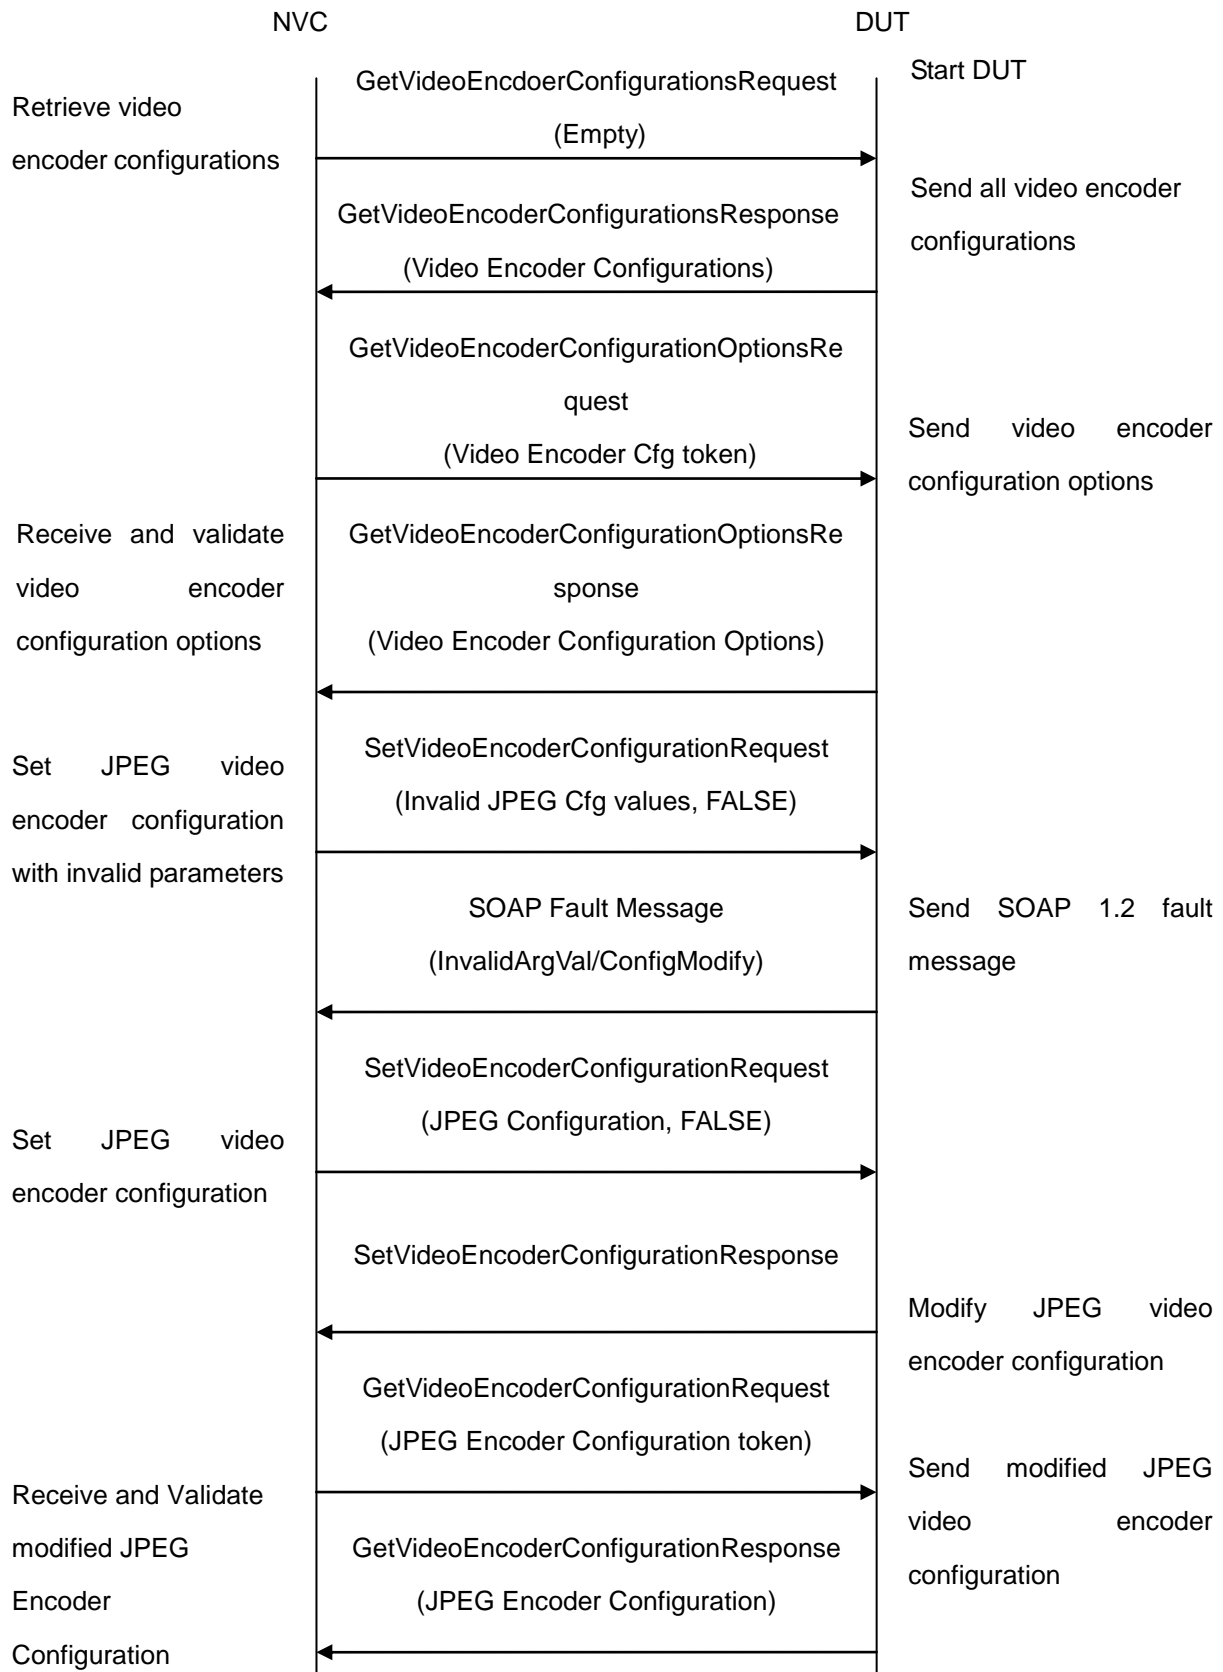 NVC
DUT
GetVideoEncdoerConfigurationsRequest
Start DUT
Retrieve video
encoder configurations
(Empty)
Send all video encoder
configurations
GetVideoEncoderConfigurationsResponse
(Video Encoder Configurations)
GetVideoEncoderConfigurationOptionsRe
quest
(Video Encoder Cfg token)
Send video encoder
configuration options
Receive and validate
video encoder
configuration options
GetVideoEncoderConfigurationOptionsRe
sponse
(Video Encoder Configuration Options)
Set JPEG video
encoder configuration
with invalid parameters
SetVideoEncoderConfigurationRequest
(Invalid JPEG Cfg values, FALSE)
SOAP Fault Message
(InvalidArgVal/ConfigModify)
Send SOAP 1.2 fault
message
SetVideoEncoderConfigurationRequest
(JPEG Configuration, FALSE)
Set JPEG video
encoder configuration
SetVideoEncoderConfigurationResponse
Modify JPEG video
encoder configuration
GetVideoEncoderConfigurationRequest
(JPEG Encoder Configuration token)
Send modified JPEG
video encoder
configuration
Receive and Validate
modified JPEG
Encoder
Configuration
GetVideoEncoderConfigurationResponse
(JPEG Encoder Configuration)